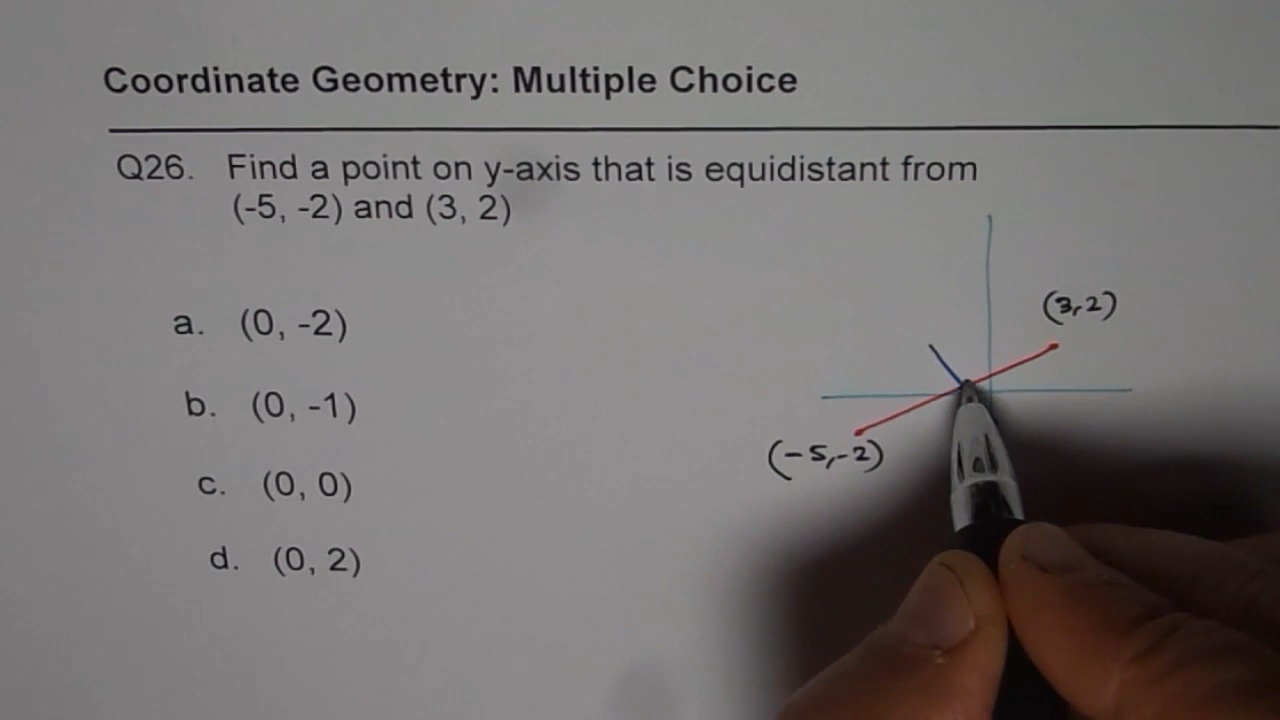 Coordinate Geometry: Multiple Choice
Q26. Find a point on y-axis that is equidistant from
(-5, -2) and (3, 2)
(3, 2)
a. (0, -2)
b. (0, -1)
(-5, -2)
c. (0, 0)
d. (0, 2)